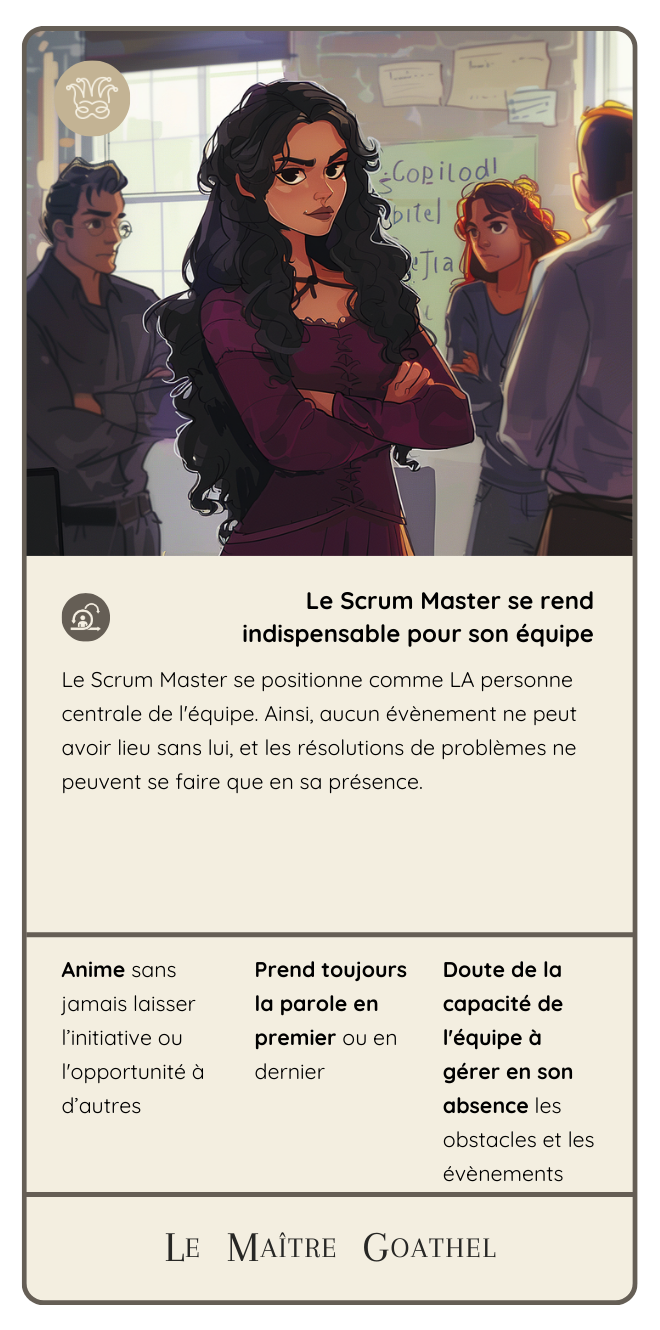 Copilod!
bitel
Le Scrum Master se rend
indispensable pour son équipe
Le Scrum Master se positionne comme LA personne
centrale de l'équipe. Ainsi, aucun évènement ne peut
avoir lieu sans lui, et les résolutions de problèmes ne
peuvent se faire que en sa présence.
Anime sans
jamais laisser
l’initiative ou
l'opportunité à
d’autres
Prend toujours
la parole en
premier ou en
dernier
Doute de la
capacité de
l'équipe à
gérer en son
absence les
obstacles et les
évènements
Le Maître Goathel